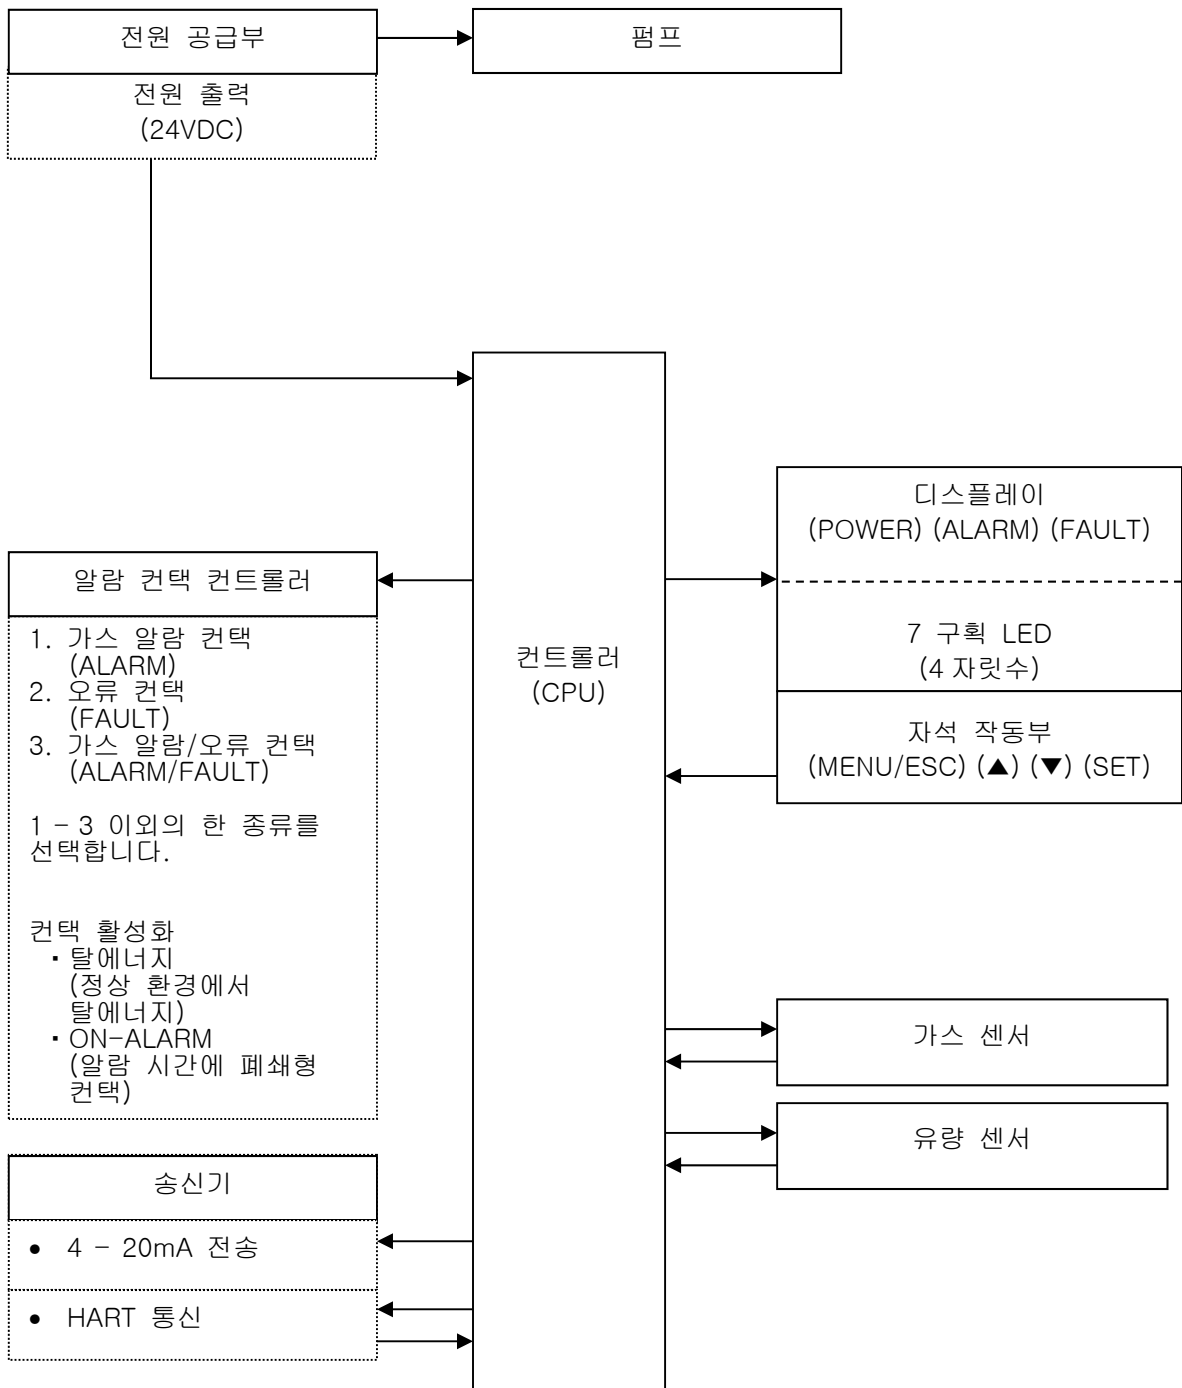 전원 공급부
펌프
전원 출력
(24VDC)
디스플레이
(POWER) (ALARM) (FAULT)
7 구획 LED
(4 자릿수)
자석 작동부
(MENU/ESC) (▲) (▼) (SET)
알람 컨택 컨트롤러
1. 가스 알람 컨택
(ALARM)
2. 오류 컨택
(FAULT)
3. 가스 알람/오류 컨택
(ALARM/FAULT)
1 – 3 이외의 한 종류를
선택합니다.
컨택 활성화
・탈에너지
(정상 환경에서
탈에너지)
・ON-ALARM
(알람 시간에 폐쇄형
컨택)
컨트롤러
(CPU)
가스 센서
유량 센서
송신기
• 4 – 20mA 전송
• HART 통신